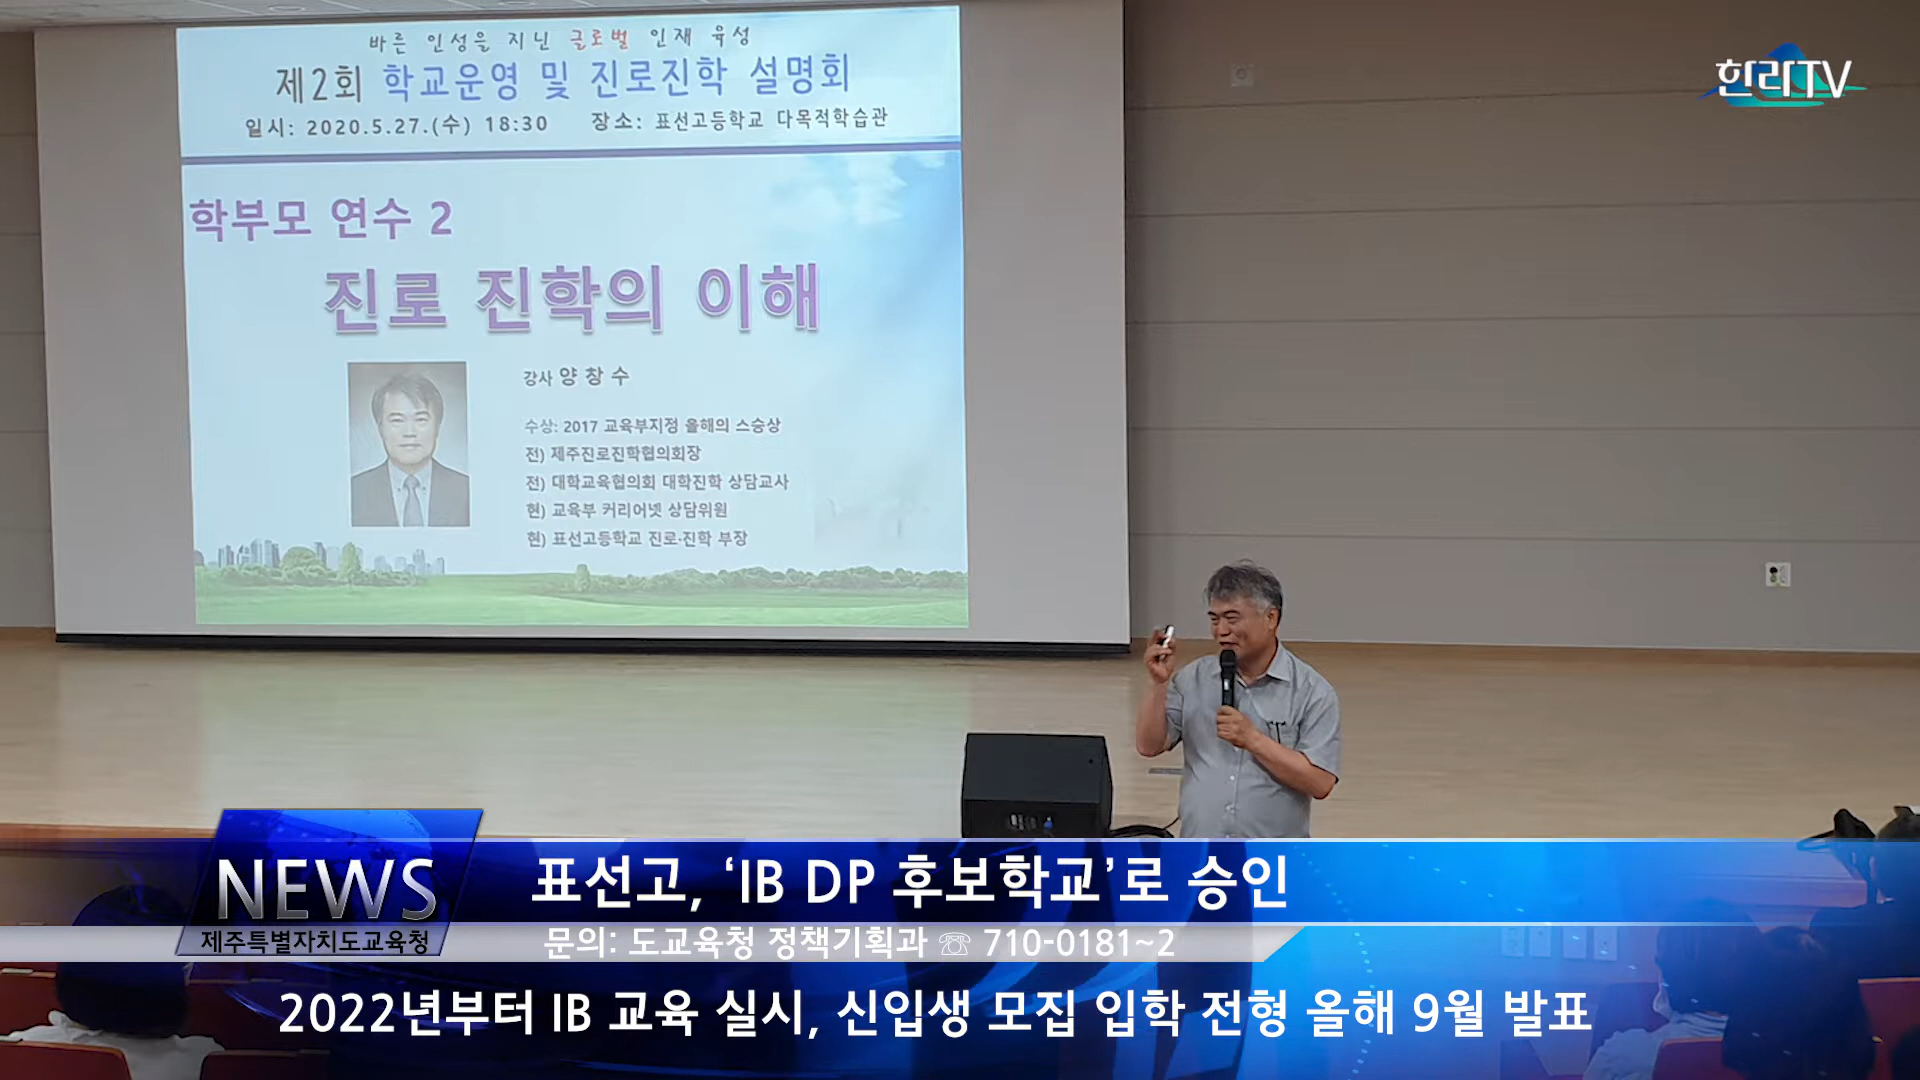 바른 인성을 지닌 글로벌 인재 육성
제2회 학교운영 및 진로진학 설명회
일시: 2020.5.27.(수) 18:30 장소: 표선고등학교 다목적학습관
학부모 연수 2
진로 진학의 이해
강사 양 창 수
수상: 2017 교육부지정 올해의 스승상
전) 제주진로진학협의회장
전) 대학교육협의회 대학진학 상담교사
현) 교육부 커리어넷 상담위원
현) 표선고등학교 진로·진학 부장
한라TV
NEWS
제주특별자치도교육청
표선고, ‘IB DP 후보학교’로 승인
문의: 도교육청 정책기획과 ☏ 710-0181~2
2022년부터 IB 교육 실시, 신입생 모집 입학 전형 올해 9월 발표